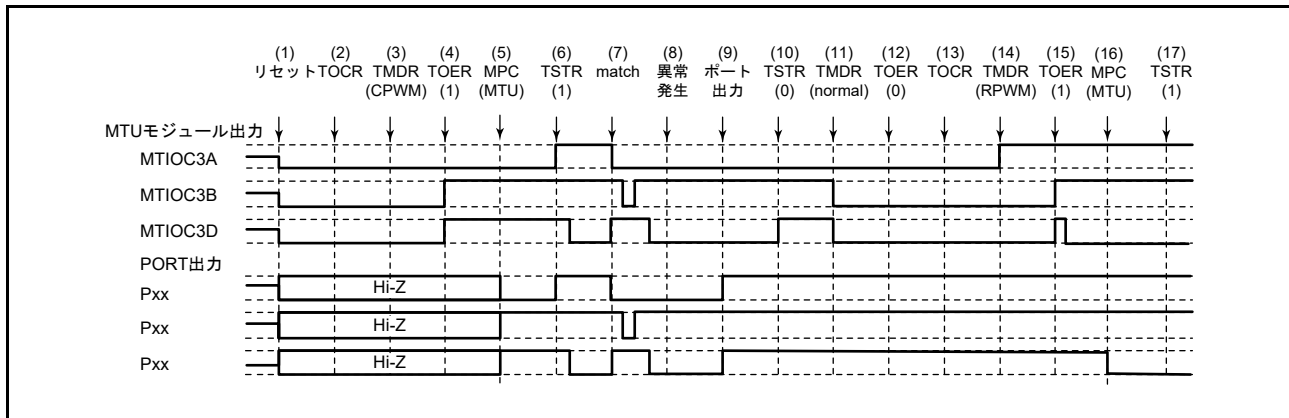 (1) (2) (3) (4) (5) (6) (7) (8) (9) (10) (11) (12) (13) (14) (15) (16) (17)
リセット TOCR TMDR TOER MPC TSTR match 異常 ポート TSTR TMDR TOER TOCR TMDR TOER MPC TSTR
(CPWM) (1) (MTU) (1) 発生 出力 (0) (normal) (0) (RPWM) (1) (MTU) (1)
MTUモジュール出力
MTIOC3A
MTIOC3B
MTIOC3D
PORT出力
Hi-Z
Pxx
Hi-Z
Pxx
Hi-Z
Pxx